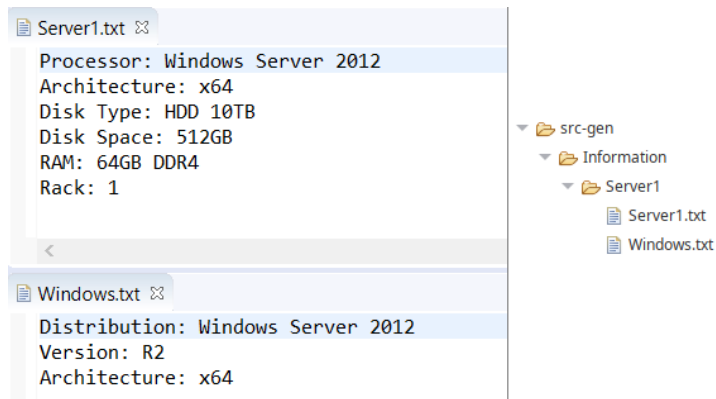 Server1.txt
Processor: Windows Server 2012
Architecture: x64
Disk Type: HDD 10TB
Disk Space: 512GB
RAM: 64GB DDR4
Rack: 1
Windows.txt
Distribution: Windows Server 2012
Version: R2
Architecture: x64
src-gen
Information
Server1
Server1.txt
Windows.txt